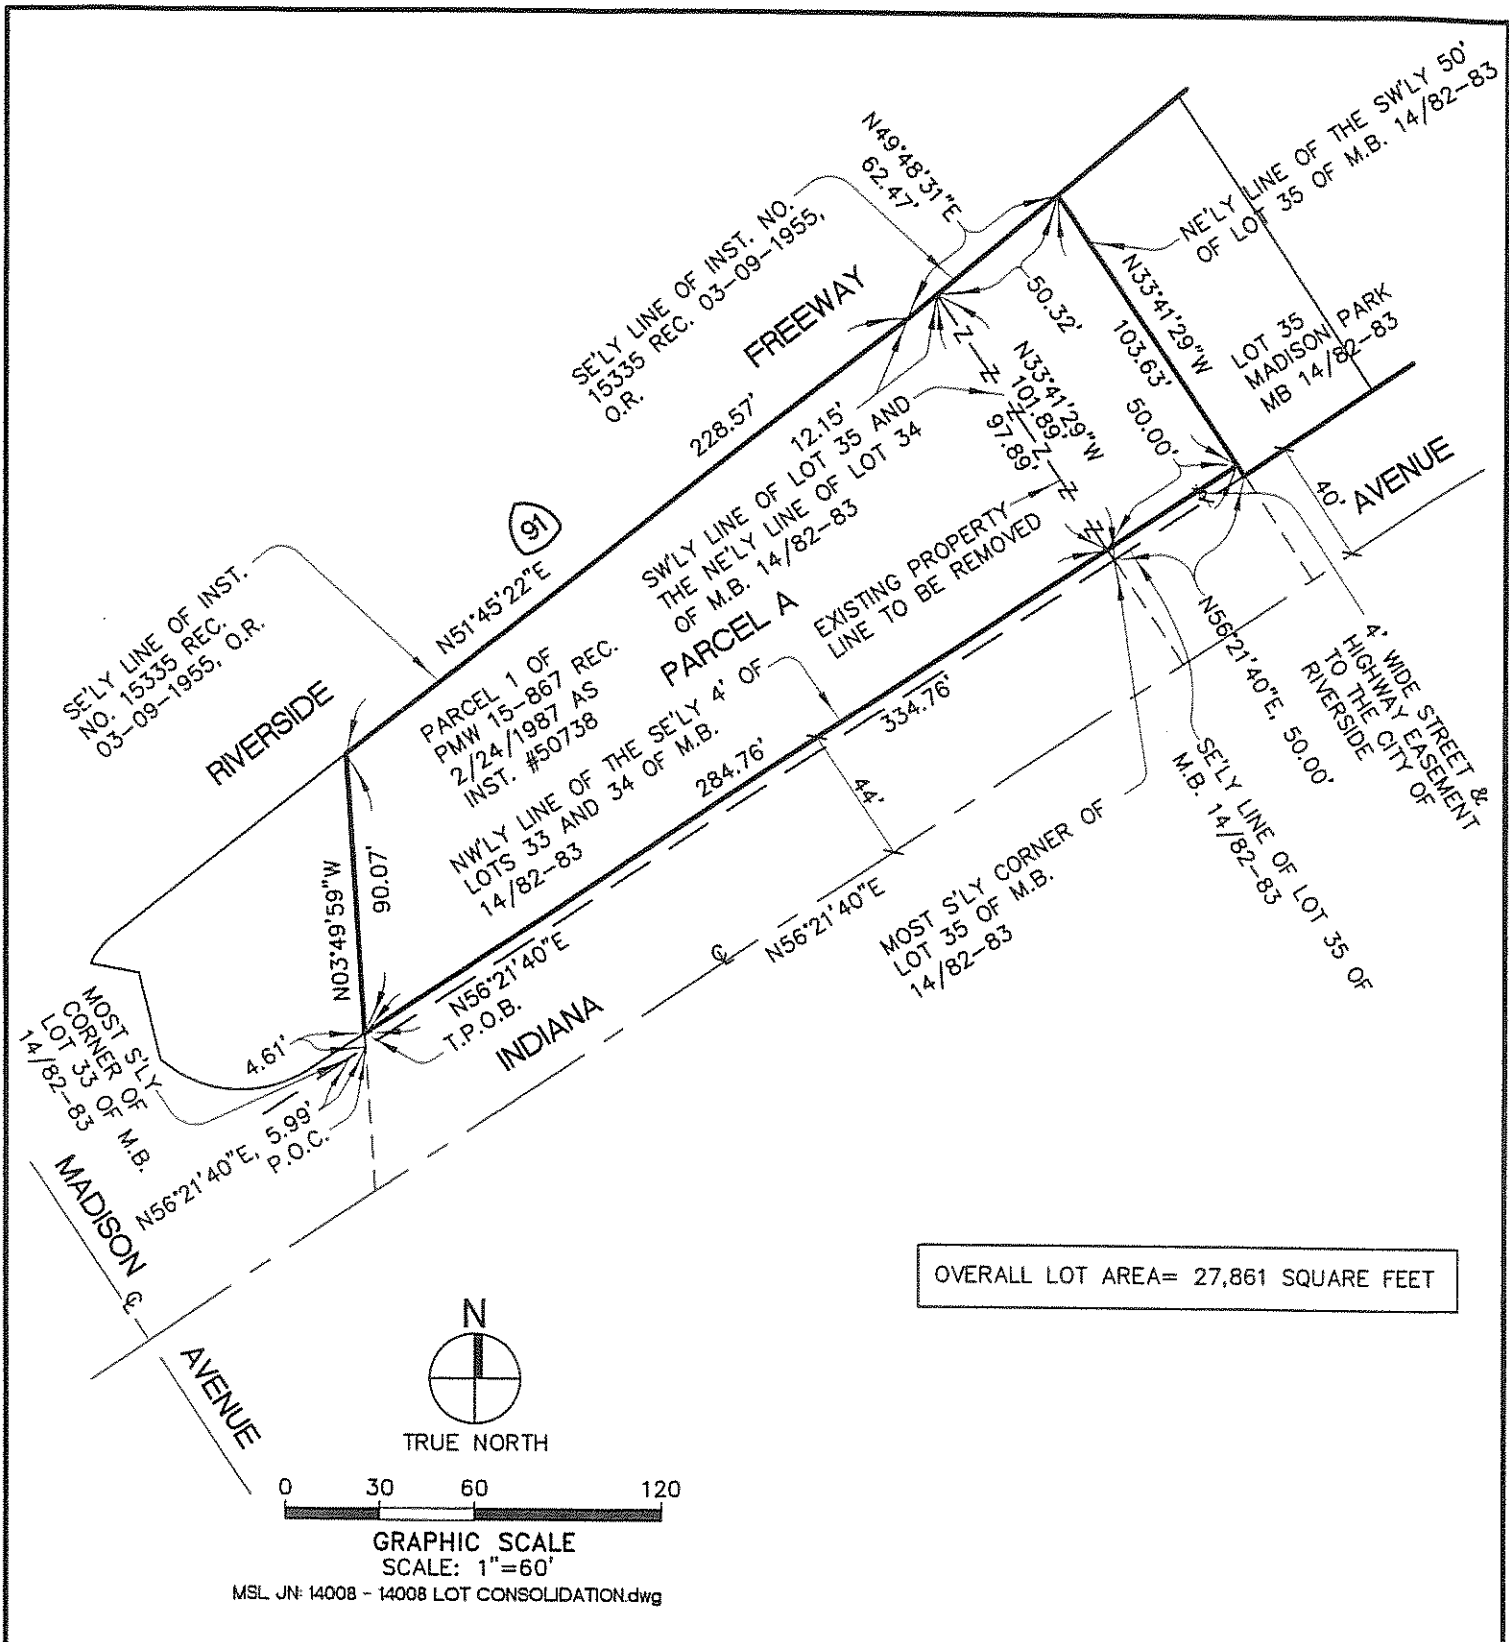 NE'LY LINE OF THE SW'LY 50'
OF LOT 35 OF M.B. 14/82-83
N49°48'31"E
62.47'
SE'LY LINE OF INST. NO.
15335 REC. 03-09-1955,
O.R.
FREEWAY
50.32'
N33°41'29"W
103.63'
LOT 35
MADISON PARK
MB 14/82-83
N33°41'29"W
101.89'
97.89'
50.00'
228.57'
12.15'
40'
AVENUE
91
SW'LY LINE OF LOT 35 AND
THE NE'LY LINE OF LOT 34
OF M.B. 14/82-83
EXISTING PROPERTY
LINE TO BE REMOVED
PARCEL A
SE'LY LINE OF INST.
NO. 15335 REC.
03-09-1955, O.R.
N51°45'22"E
RIVERSIDE
PARCEL 1 OF
PMW 15-867 REC.
2/24/1987 AS
INST. #50738
NW'LY LINE OF THE SE'LY 4' OF
LOTS 33 AND 34 OF M.B.
14/82-83
284.76'
334.76'
44'
N56°21'40"E, 50.00'
4' WIDE STREET &
HIGHWAY EASEMENT
TO THE CITY OF
RIVERSIDE
SE'LY LINE OF LOT 35 OF
M.B. 14/82-83
MOST S'LY CORNER OF
LOT 35 OF M.B.
14/82-83
N03°49'59"W
90.07'
N56°21'40"E
N56°21'40"E
T.P.O.B.
INDIANA
4.61'
MOST S'LY
CORNER OF
LOT 33 OF M.B.
14/82-83
N56°21'40"E, 5.99'
P.O.C.
MADISON
AVENUE
OVERALL LOT AREA= 27,861 SQUARE FEET
N
TRUE NORTH
0 30 60 120
GRAPHIC SCALE
SCALE: 1"=60'
MSL JN: 14008 - 14008 LOT CONSOLIDATION.dwg